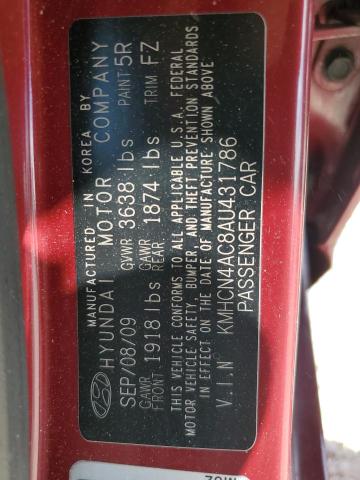 MANUFACTURED IN KOREA BY
HYUNDAI MOTOR COMPANY
SEP/08/09 GVWR 3638 lbs PAINT 5R
GAWR FRONT 1918 lbs GAWR REAR 1874 lbs TRIM FZ
THIS VEHICLE CONFORMS TO ALL APPLICABLE U.S.A. FEDERAL
MOTOR VEHICLE SAFETY, BUMPER, AND THEFT PREVENTION STANDARDS
IN EFFECT ON THE DATE OF MANUFACTURE SHOWN ABOVE
V.I.N KMHCN4AC8AU431786
PASSENGER CAR